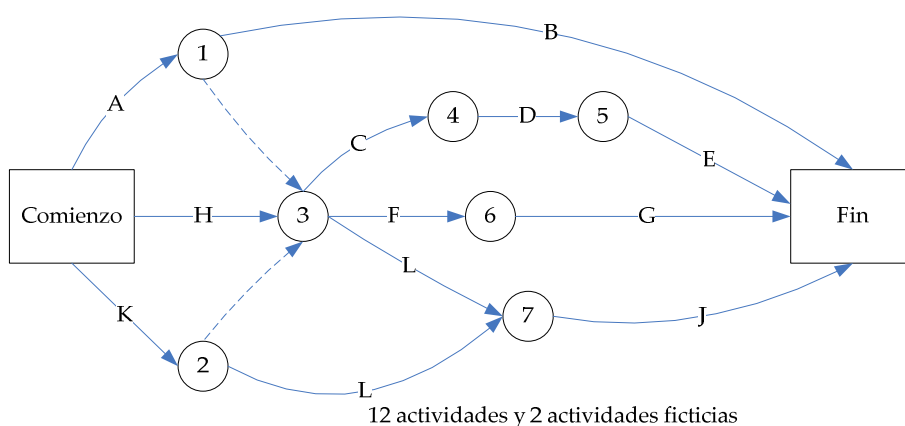 B
1
A
4
D
5
C
E
Comienzo
H
3
F
6
G
Fin
L
K
7
J
2
L
12 actividades y 2 actividades ficticias